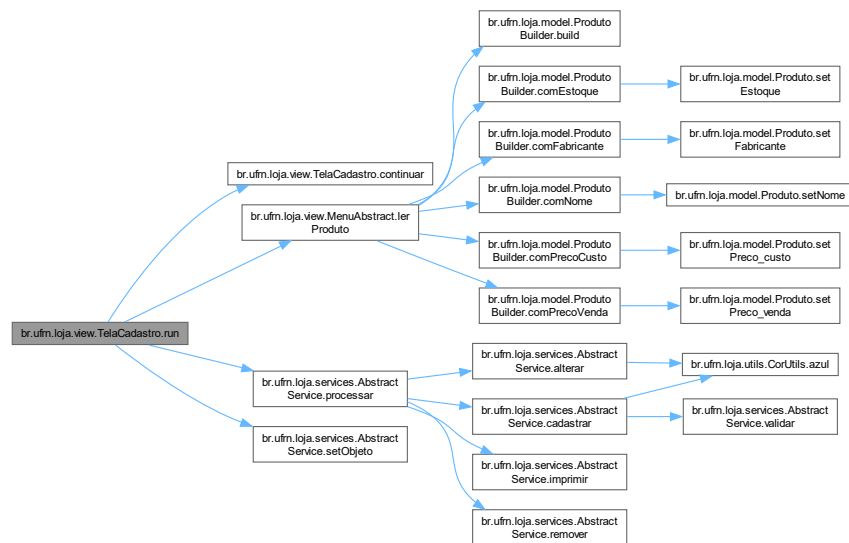 br.ufrn.loja.view.TelaCadastro.run
br.ufrn.loja.view.TelaCadastro.continuar
br.ufrn.loja.view.MenuAbstract.ler
Produto
br.ufrn.loja.services.Abstract
Service.processar
br.ufrn.loja.services.Abstract
Service.setObjeto
br.ufrn.loja.model.Produto
Builder.build
br.ufrn.loja.model.Produto
Builder.comEstoque
br.ufrn.loja.model.Produto
Builder.comFabricante
br.ufrn.loja.model.Produto
Builder.comNome
br.ufrn.loja.model.Produto
Builder.comPrecoCusto
br.ufrn.loja.model.Produto
Builder.comPrecoVenda
br.ufrn.loja.services.Abstract
Service.alterar
br.ufrn.loja.services.Abstract
Service.cadastrar
br.ufrn.loja.services.Abstract
Service.imprimir
br.ufrn.loja.services.Abstract
Service.remover
br.ufrn.loja.model.Produto.set
Estoque
br.ufrn.loja.model.Produto.set
Fabricante
br.ufrn.loja.model.Produto.setNome
br.ufrn.loja.model.Produto.set
Preco_custo
br.ufrn.loja.model.Produto.set
Preco_venda
br.ufrn.loja.utils.CorUtils.azul
br.ufrn.loja.services.Abstract
Service.validar